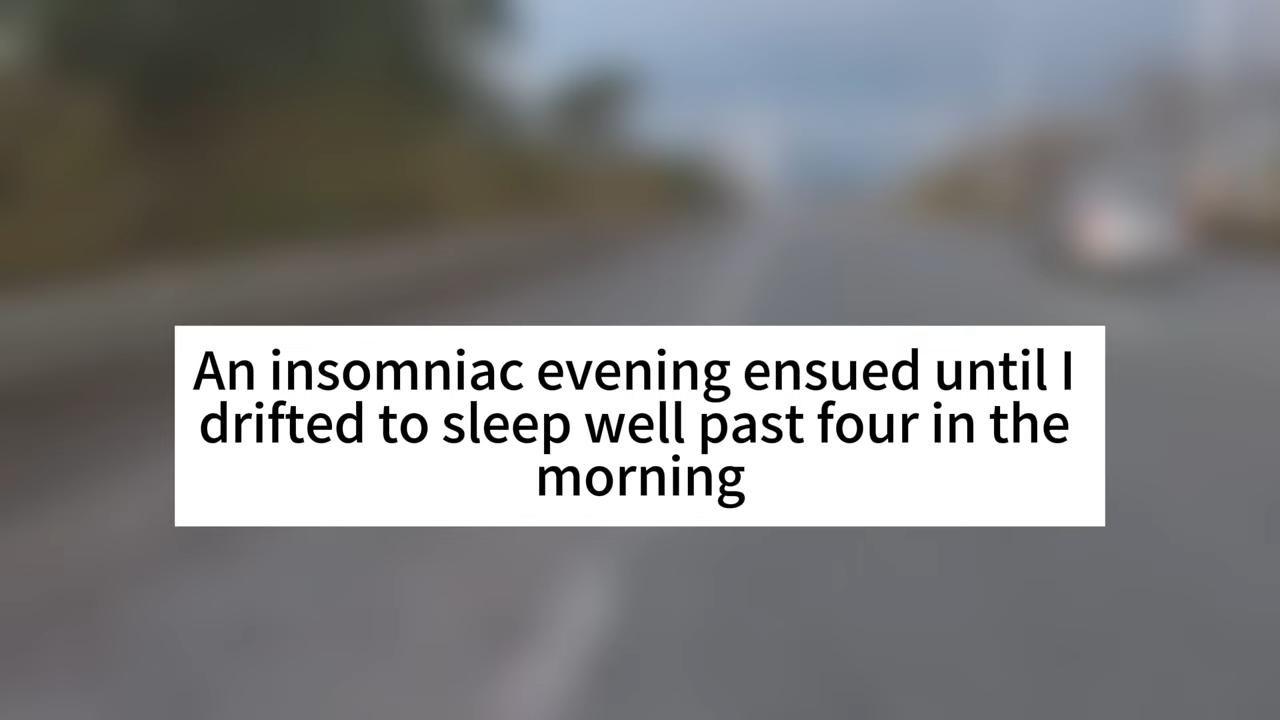 An insomniac evening ensued until I
drifted to sleep well past four in the
morning